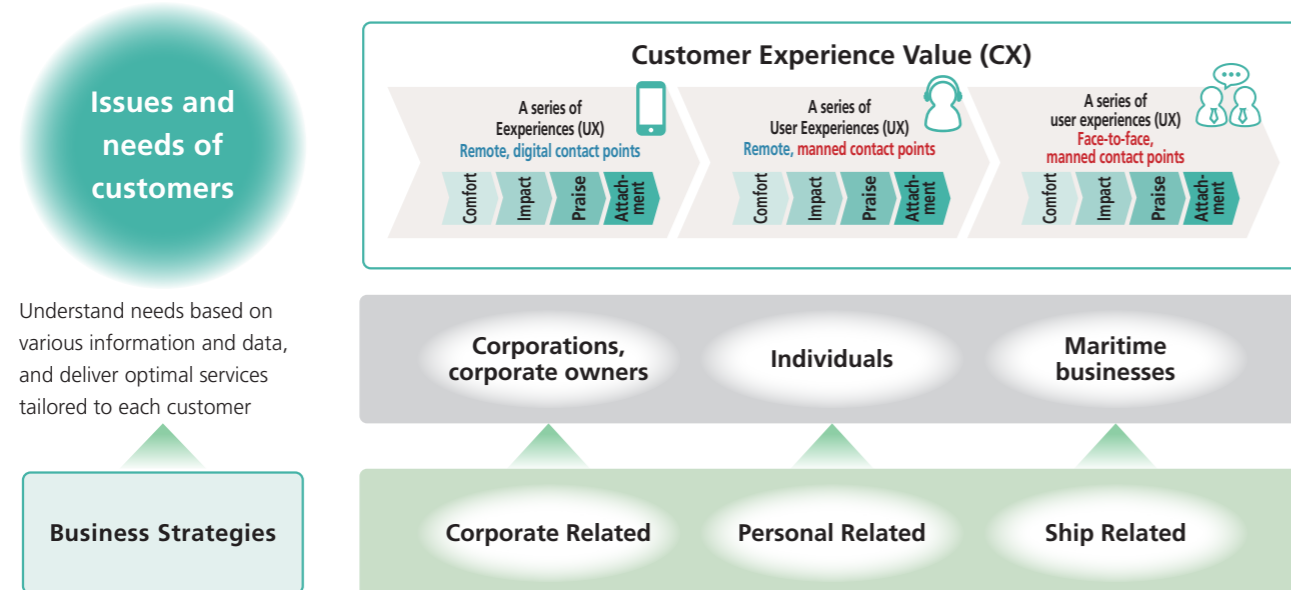 Issues and
needs of
customers
Understand needs based on
various information and data,
and deliver optimal services
tailored to each customer
Business Strategies
Customer Experience Value (CX)
A series of
Eexperiences (UX)
Remote, digital contact points
Comfort
Impact
Praise
Attach-
ment
A series of
User Eexperiences (UX)
Remote, manned contact points
Comfort
Impact
Praise
Attach-
ment
A series of
user experiences (UX)
Face-to-face,
manned contact points
Comfort
Impact
Praise
Attach-
ment
Corporations,
corporate owners
Individuals
Maritime
businesses
Corporate Related
Personal Related
Ship Related